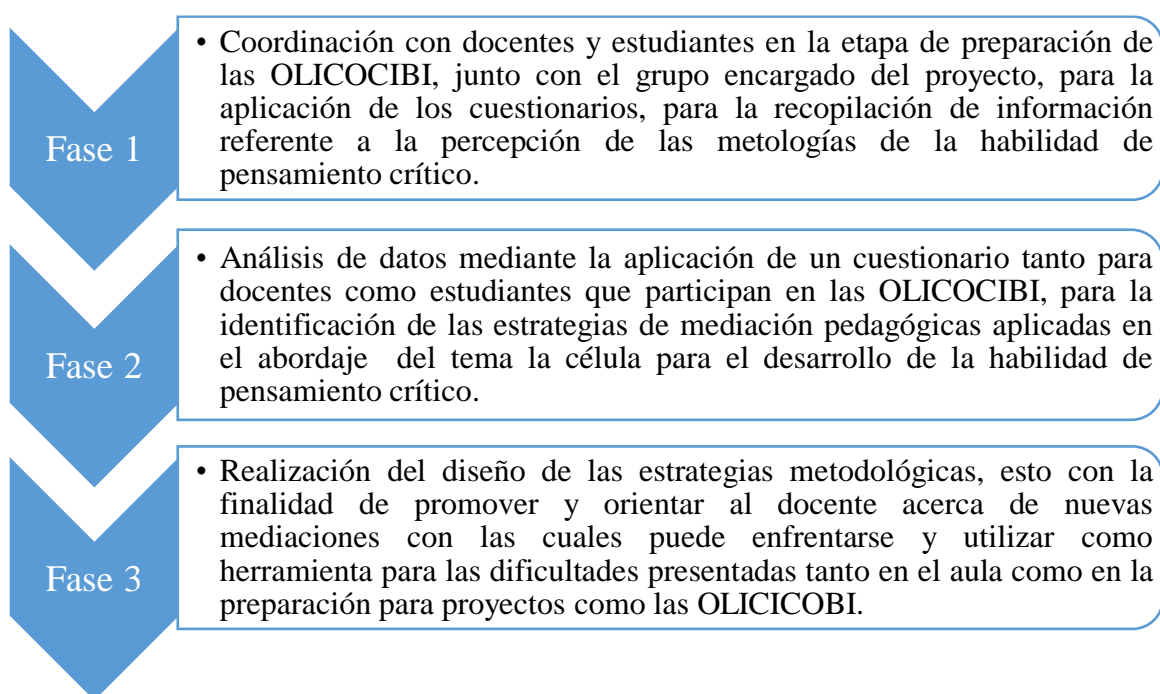 Fase 1
• Coordinación con docentes y estudiantes en la etapa de preparación de
las OLICOCIBI, junto con el grupo encargado del proyecto, para la
aplicación de los cuestionarios, para la recopilación de información
referente a la percepción de las metologías de la habilidad de
pensamiento crítico.
Fase 2
• Análisis de datos mediante la aplicación de un cuestionario tanto para
docentes como estudiantes que participan en las OLICOCIBI, para la
identificación de las estrategias de mediación pedagógicas aplicadas en
el abordaje del tema la célula para el desarrollo de la habilidad de
pensamiento crítico.
Fase 3
• Realización del diseño de las estrategias metodológicas, esto con la
finalidad de promover y orientar al docente acerca de nuevas
mediaciones con las cuales puede enfrentarse y utilizar como
herramienta para las dificultades presentadas tanto en el aula como en la
preparación para proyectos como las OLICICOBI.